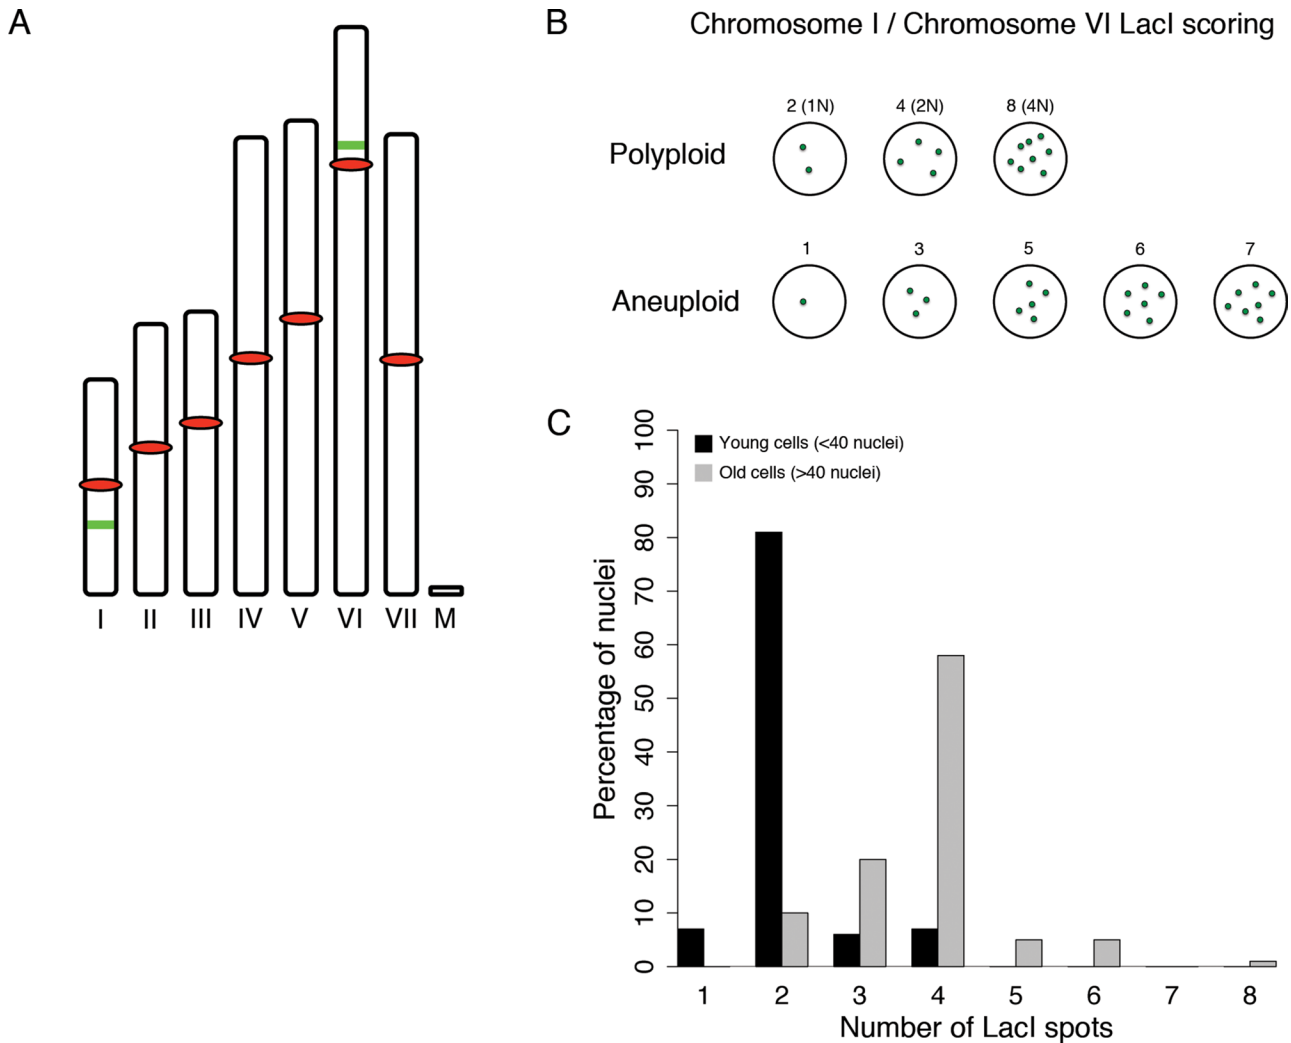 A
I II III IV V VI VII M
B
Chromosome I / Chromosome VI LacI scoring
2 (1N) 4 (2N) 8 (4N)
Polyploid
1 3 5 6 7
Aneuploid
C
Young cells (<40 nuclei)
Old cells (>40 nuclei)
Percentage of nuclei
100
90
80
70
60
50
40
30
20
10
0
1 2 3 4 5 6 7 8
Number of LacI spots